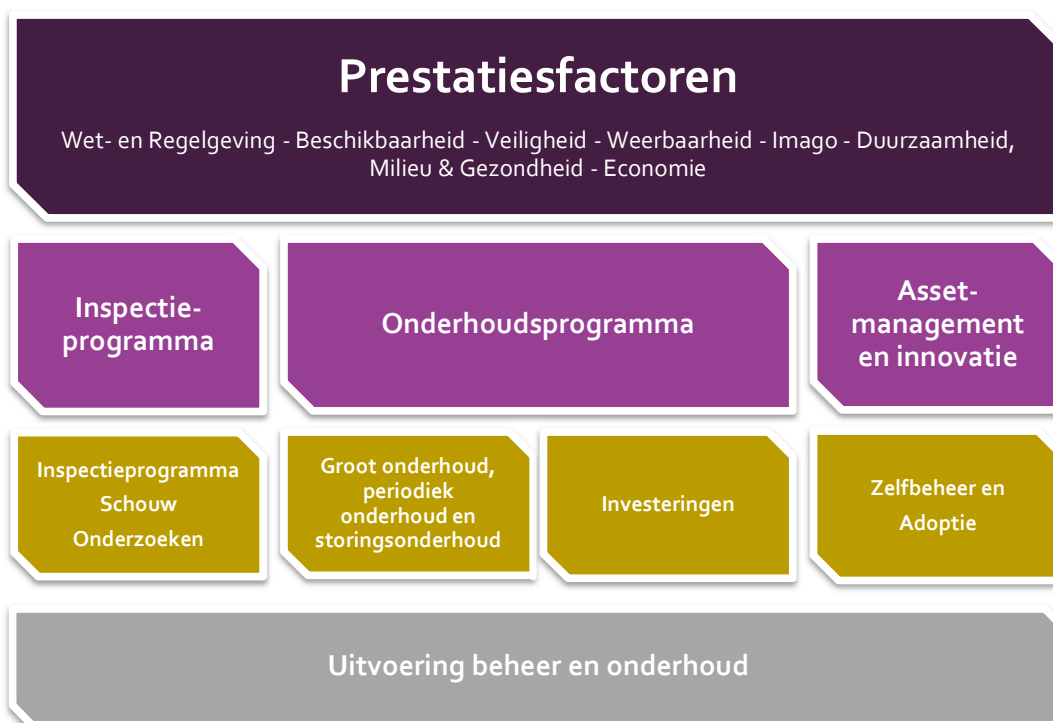 Prestatiesfactoren
Wet- en Regelgeving - Beschikbaarheid - Veiligheid - Weerbaarheid - Imago - Duurzaamheid,
Milieu & Gezondheid - Economie
Inspectie-
programma
Onderhoudsprogramma
Asset-
management
en innovatie
Inspectieprogramma
Schouw
Onderzoeken
Groot onderhoud,
periodiek
onderhoud en
storingsonderhoud
Investeringen
Zelfbeheer en
Adoptie
Uitvoering beheer en onderhoud